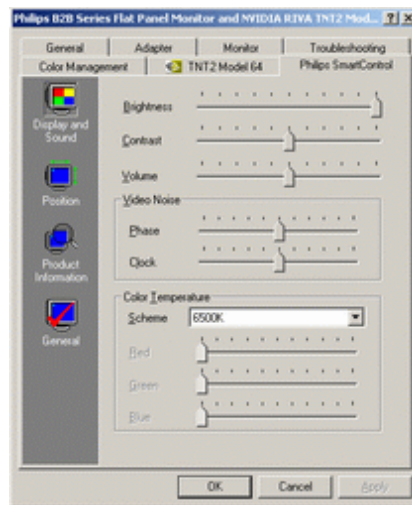 Philips B2B Series Flat Panel Monitor and NVIDIA RIVA TNT2 Mod...
General Adapter Monitor Troubleshooting
Color Management TNT2 Model 64 Philips SmartControl
Display and
Sound
Position
Product
Information
General
Brightness
Contrast
Volume
Video Noise
Phase
Clock
Color Temperature
Scheme 6500K
Red
Green
Blue
OK Cancel Apply